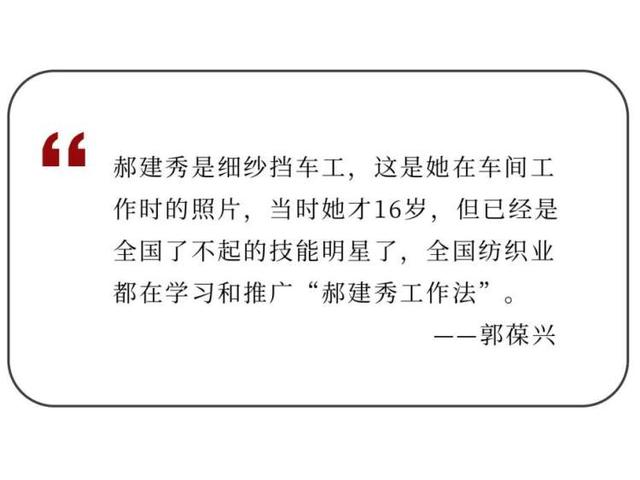 郝建秀是细纱挡车工，这是她在车间工
作时的照片，当时她才16岁，但已经是
全国了不起的技能明星了，全国纺织业
都在学习和推广“郝建秀工作法”。
——郭葆兴